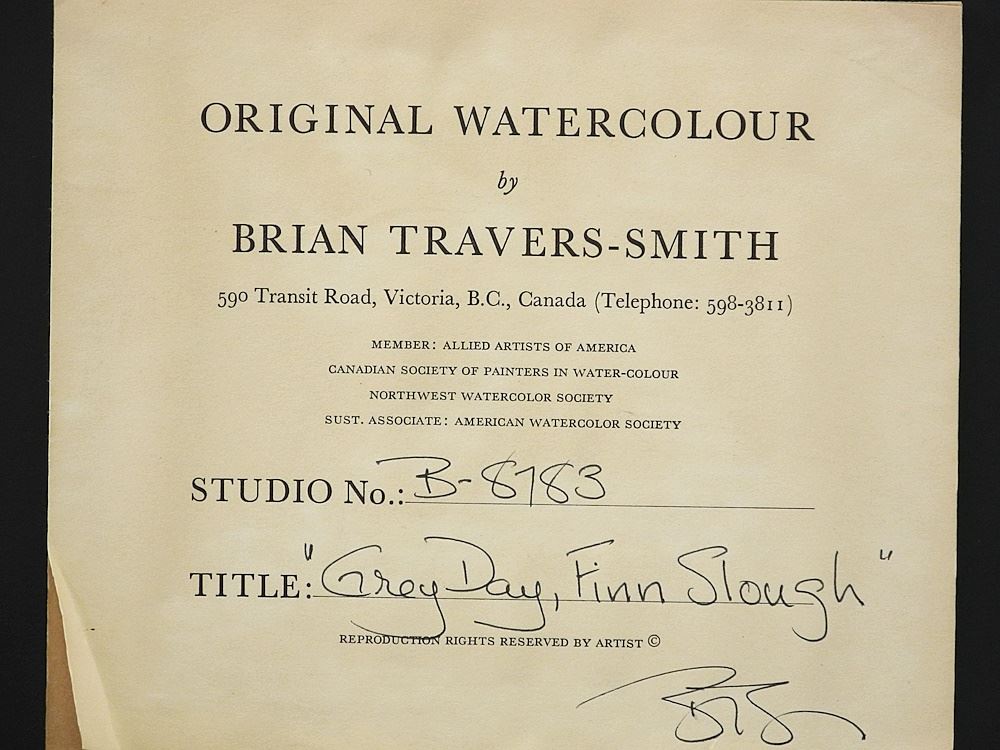 ORIGINAL WATERCOLOUR
by
BRIAN TRAVERS-SMITH
590 Transit Road, Victoria, B.C., Canada (Telephone: 598-3811)
MEMBER: ALLIED ARTISTS OF AMERICA
CANADIAN SOCIETY OF PAINTERS IN WATER-COLOUR
NORTHWEST WATERCOLOR SOCIETY
SUST. ASSOCIATE: AMERICAN WATERCOLOR SOCIETY
STUDIO No.: B-8783
TITLE: "Grey Day, Finn Slough"
REPRODUCTION RIGHTS RESERVED BY ARTIST ©